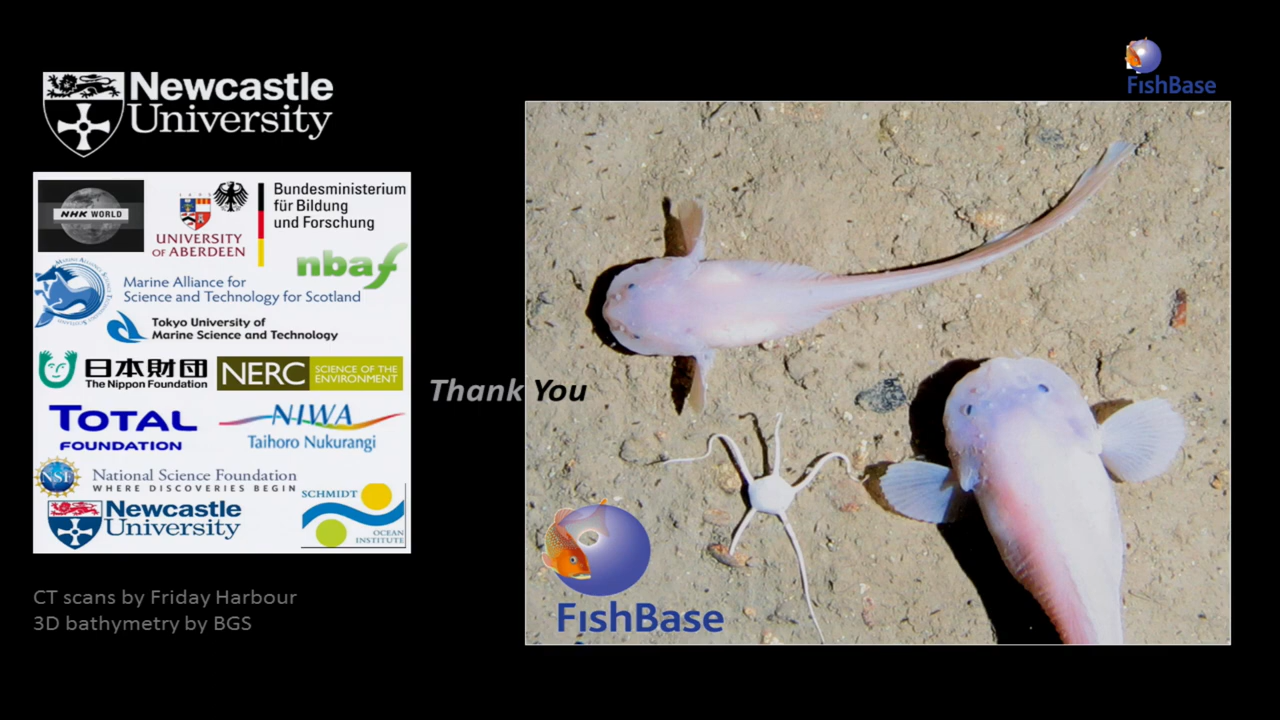 Newcastle
University
FishBase
NHK WORLD
UNIVERSITY
OF ABERDEEN
Bundesministerium
für Bildung
und Forschung
nbaf
Marine Alliance for
Science and Technology for Scotland
Tokyo University of
Marine Science and Technology
日本財団
The Nippon Foundation
NERC
SCIENCE OF THE
ENVIRONMENT
TOTAL
FOUNDATION
NIWA
Taihoro Nukurangi
NSF
National Science Foundation
WHERE DISCOVERIES BEGIN
Newcastle
University
SCHMIDT
OCEAN
INSTITUTE
Thank You
FishBase
CT scans by Friday Harbour
3D bathymetry by BGS